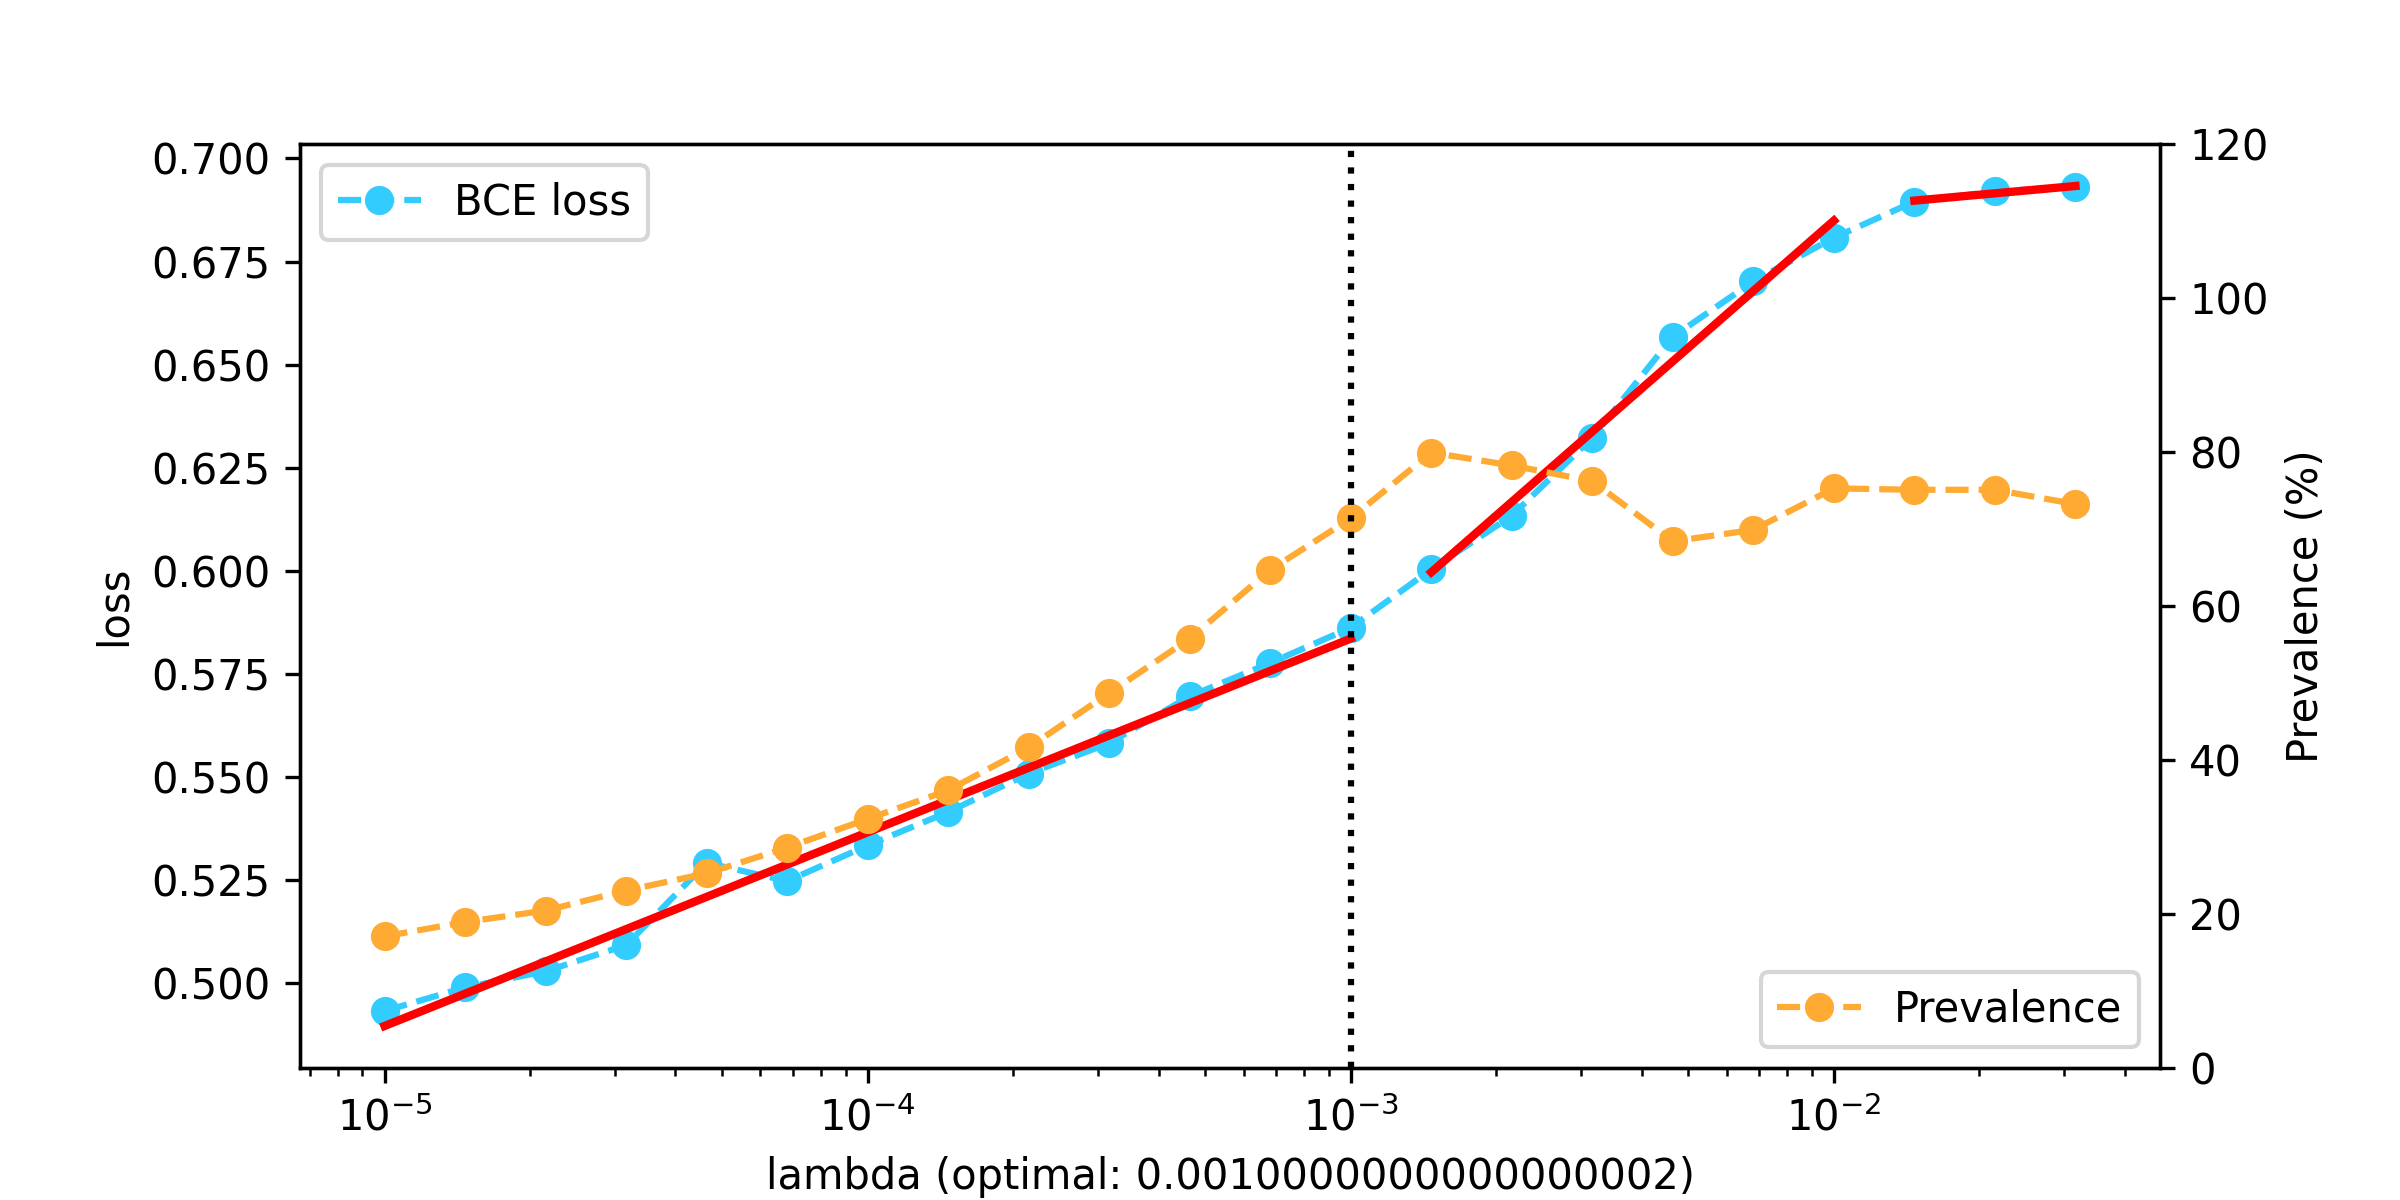 BCE loss
Prevalence
0.700
0.675
0.650
0.625
0.600
0.575
0.550
0.525
0.500
loss
120
100
80
60
40
20
0
Prevalence (%)
10⁻⁵ 10⁻⁴ 10⁻³ 10⁻²
lambda (optimal: 0.0010000000000000002)